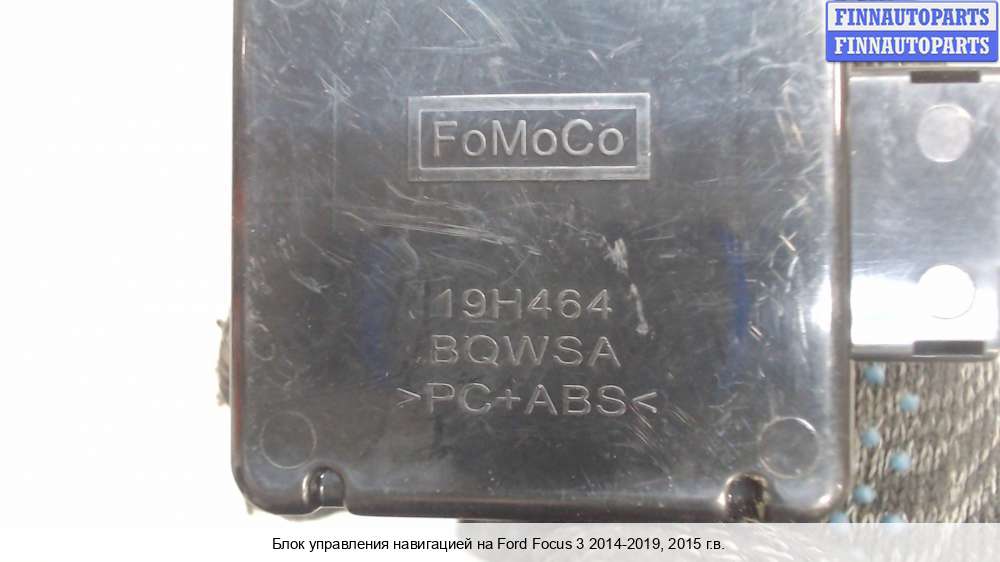 FINNAUTOPARTS
FINNAUTOPARTS
FoMoCo
19H464
BQWSA
>PC+ABS<
Блок управления навигацией на Ford Focus 3 2014-2019, 2015 г.в.